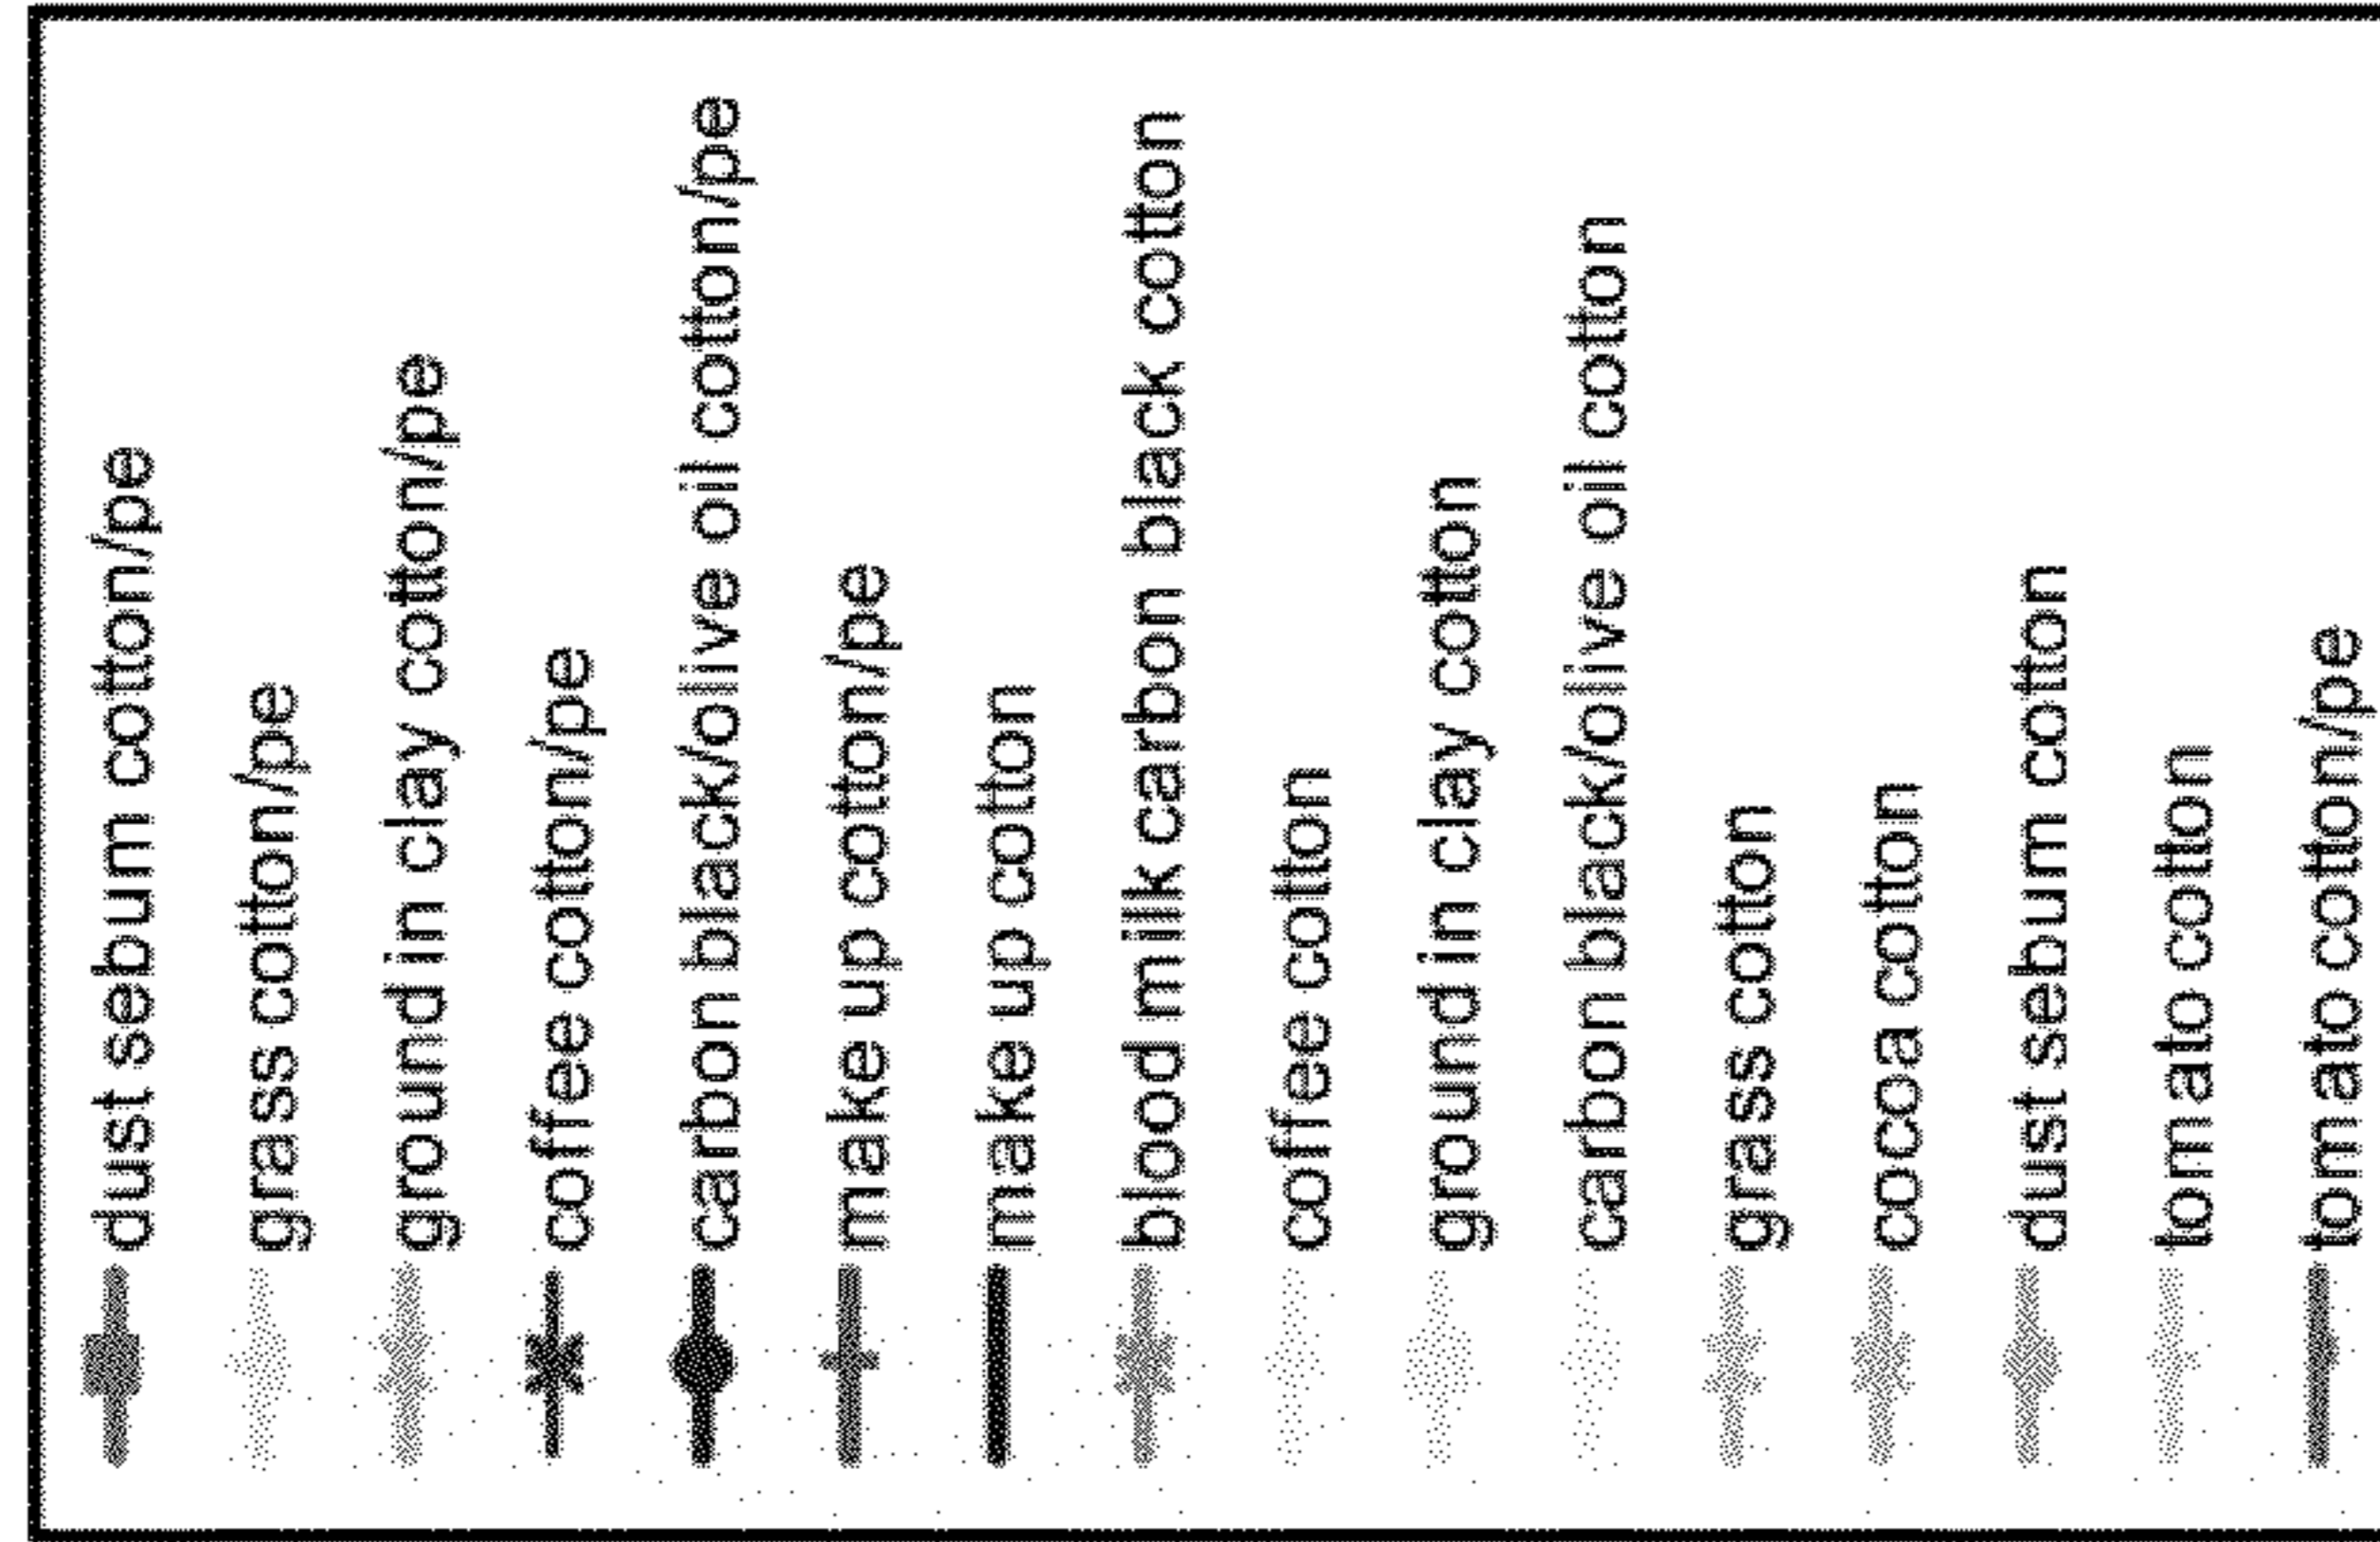 dust sebum cotton/pe
grass cotton/pe
ground in clay cotton/pe
coffee cotton/pe
carbon black/olive oil cotton/pe
make up cotton/pe
make up cotton
blood milk carbon black cotton
coffee cotton
ground in clay cotton
carbon black/olive oil cotton
grass cotton
cocoa cotton
dust sebum cotton
tomato cotton
tomato cotton/pe